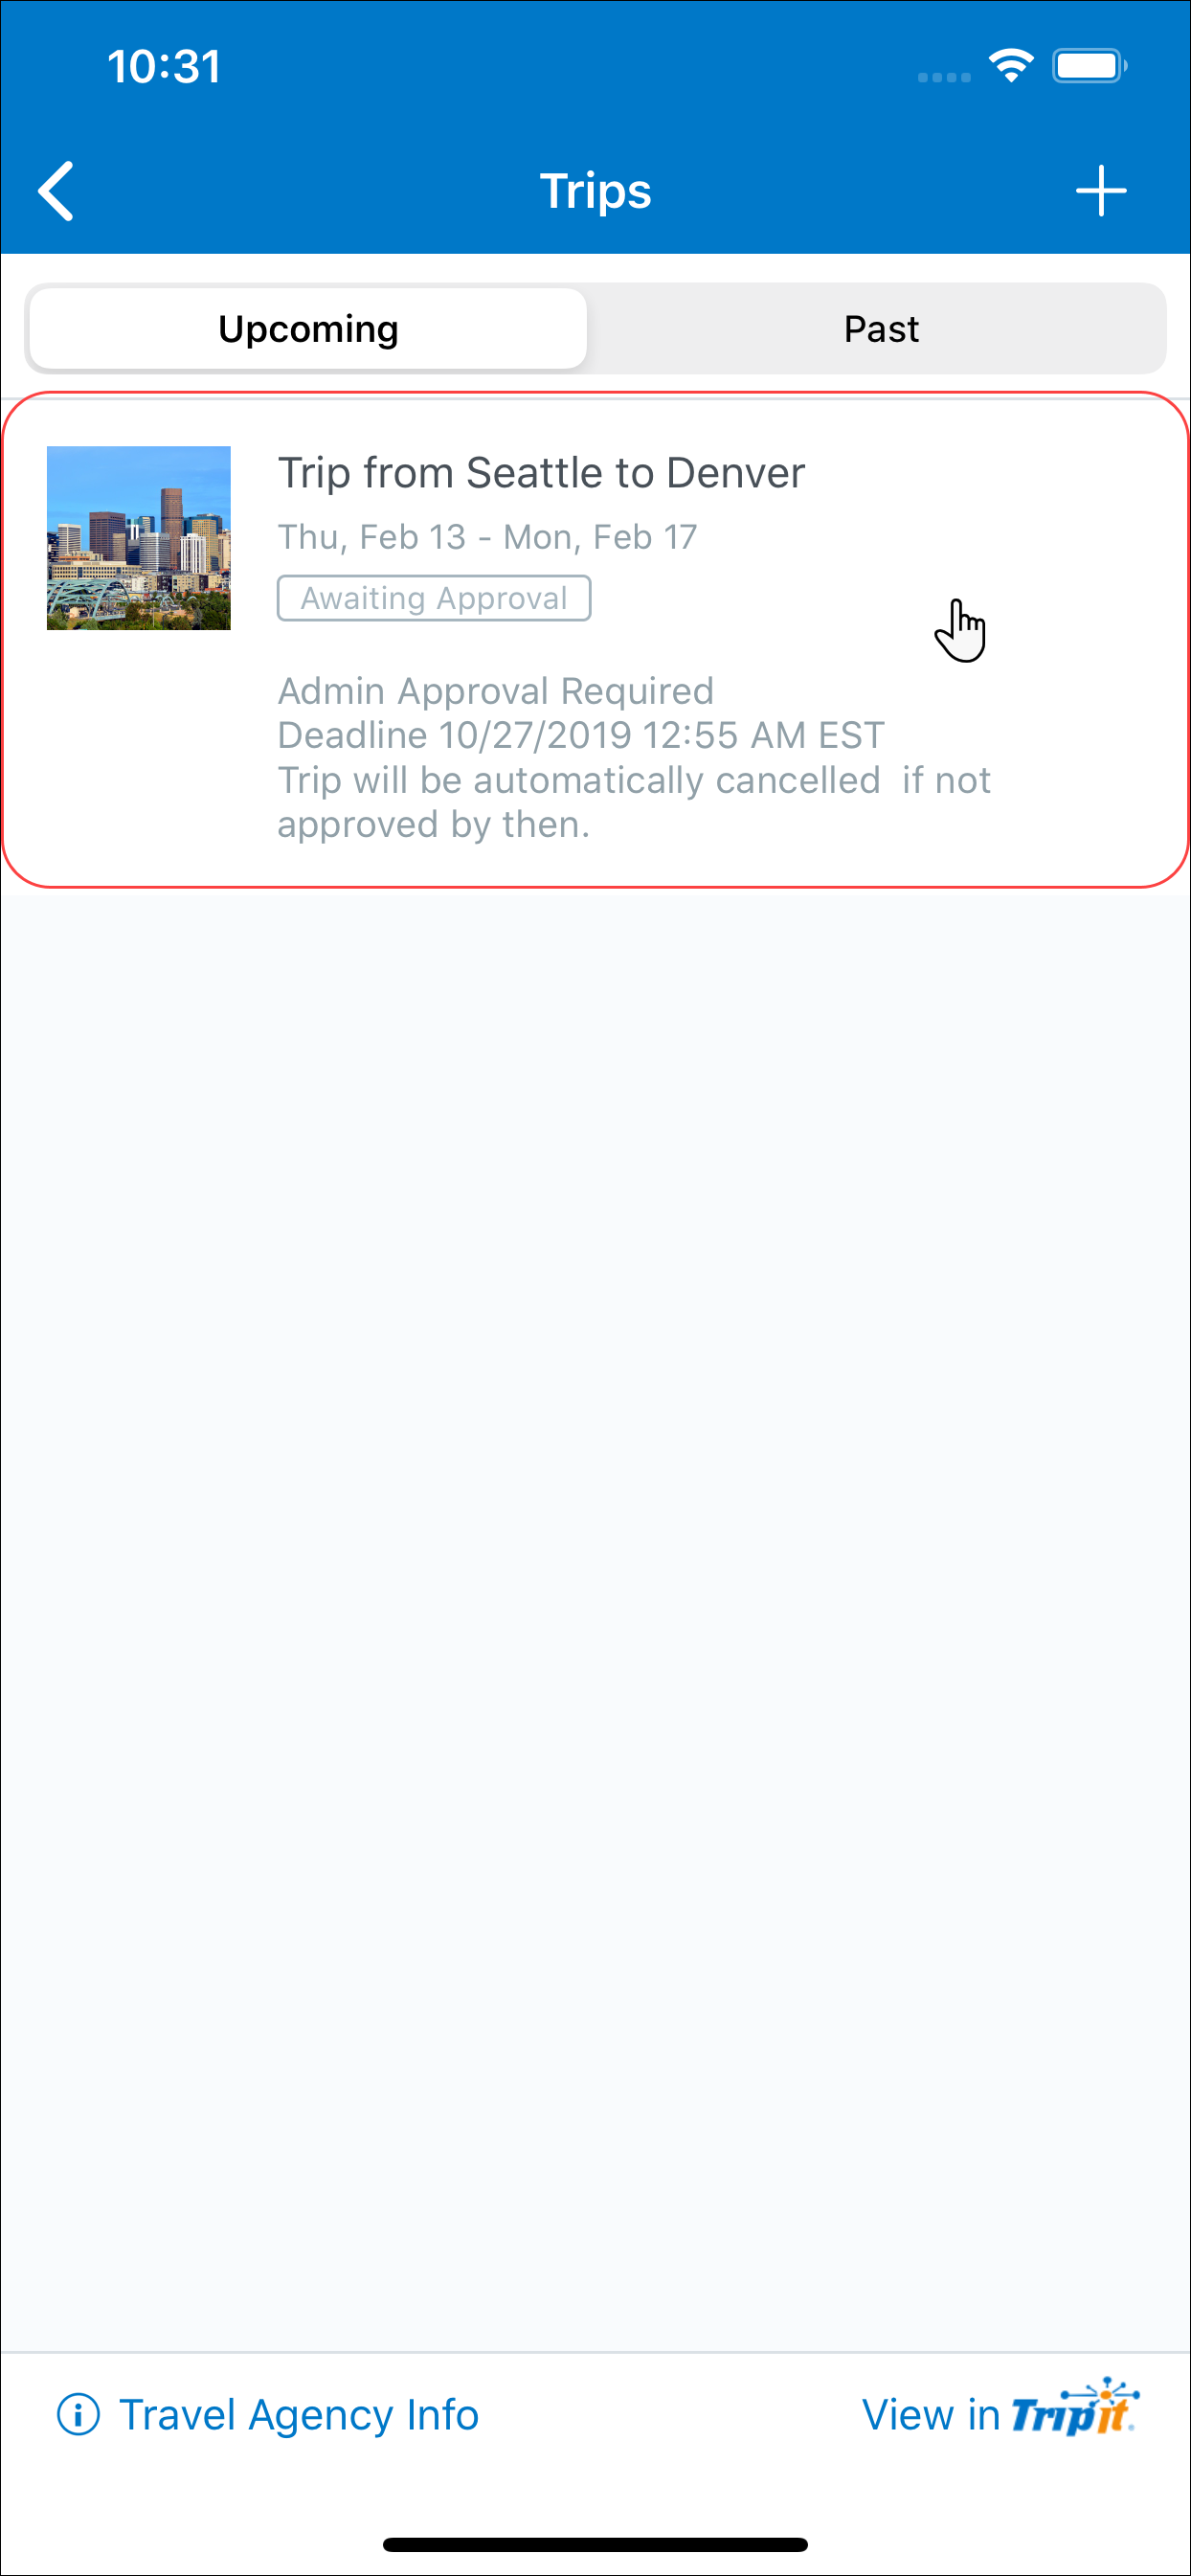 10:31
Trips
Upcoming
Past
Trip from Seattle to Denver
Thu, Feb 13 - Mon, Feb 17
Awaiting Approval
Admin Approval Required
Deadline 10/27/2019 12:55 AM EST
Trip will be automatically cancelled  if not
approved by then.
Travel Agency Info
View in TripIt